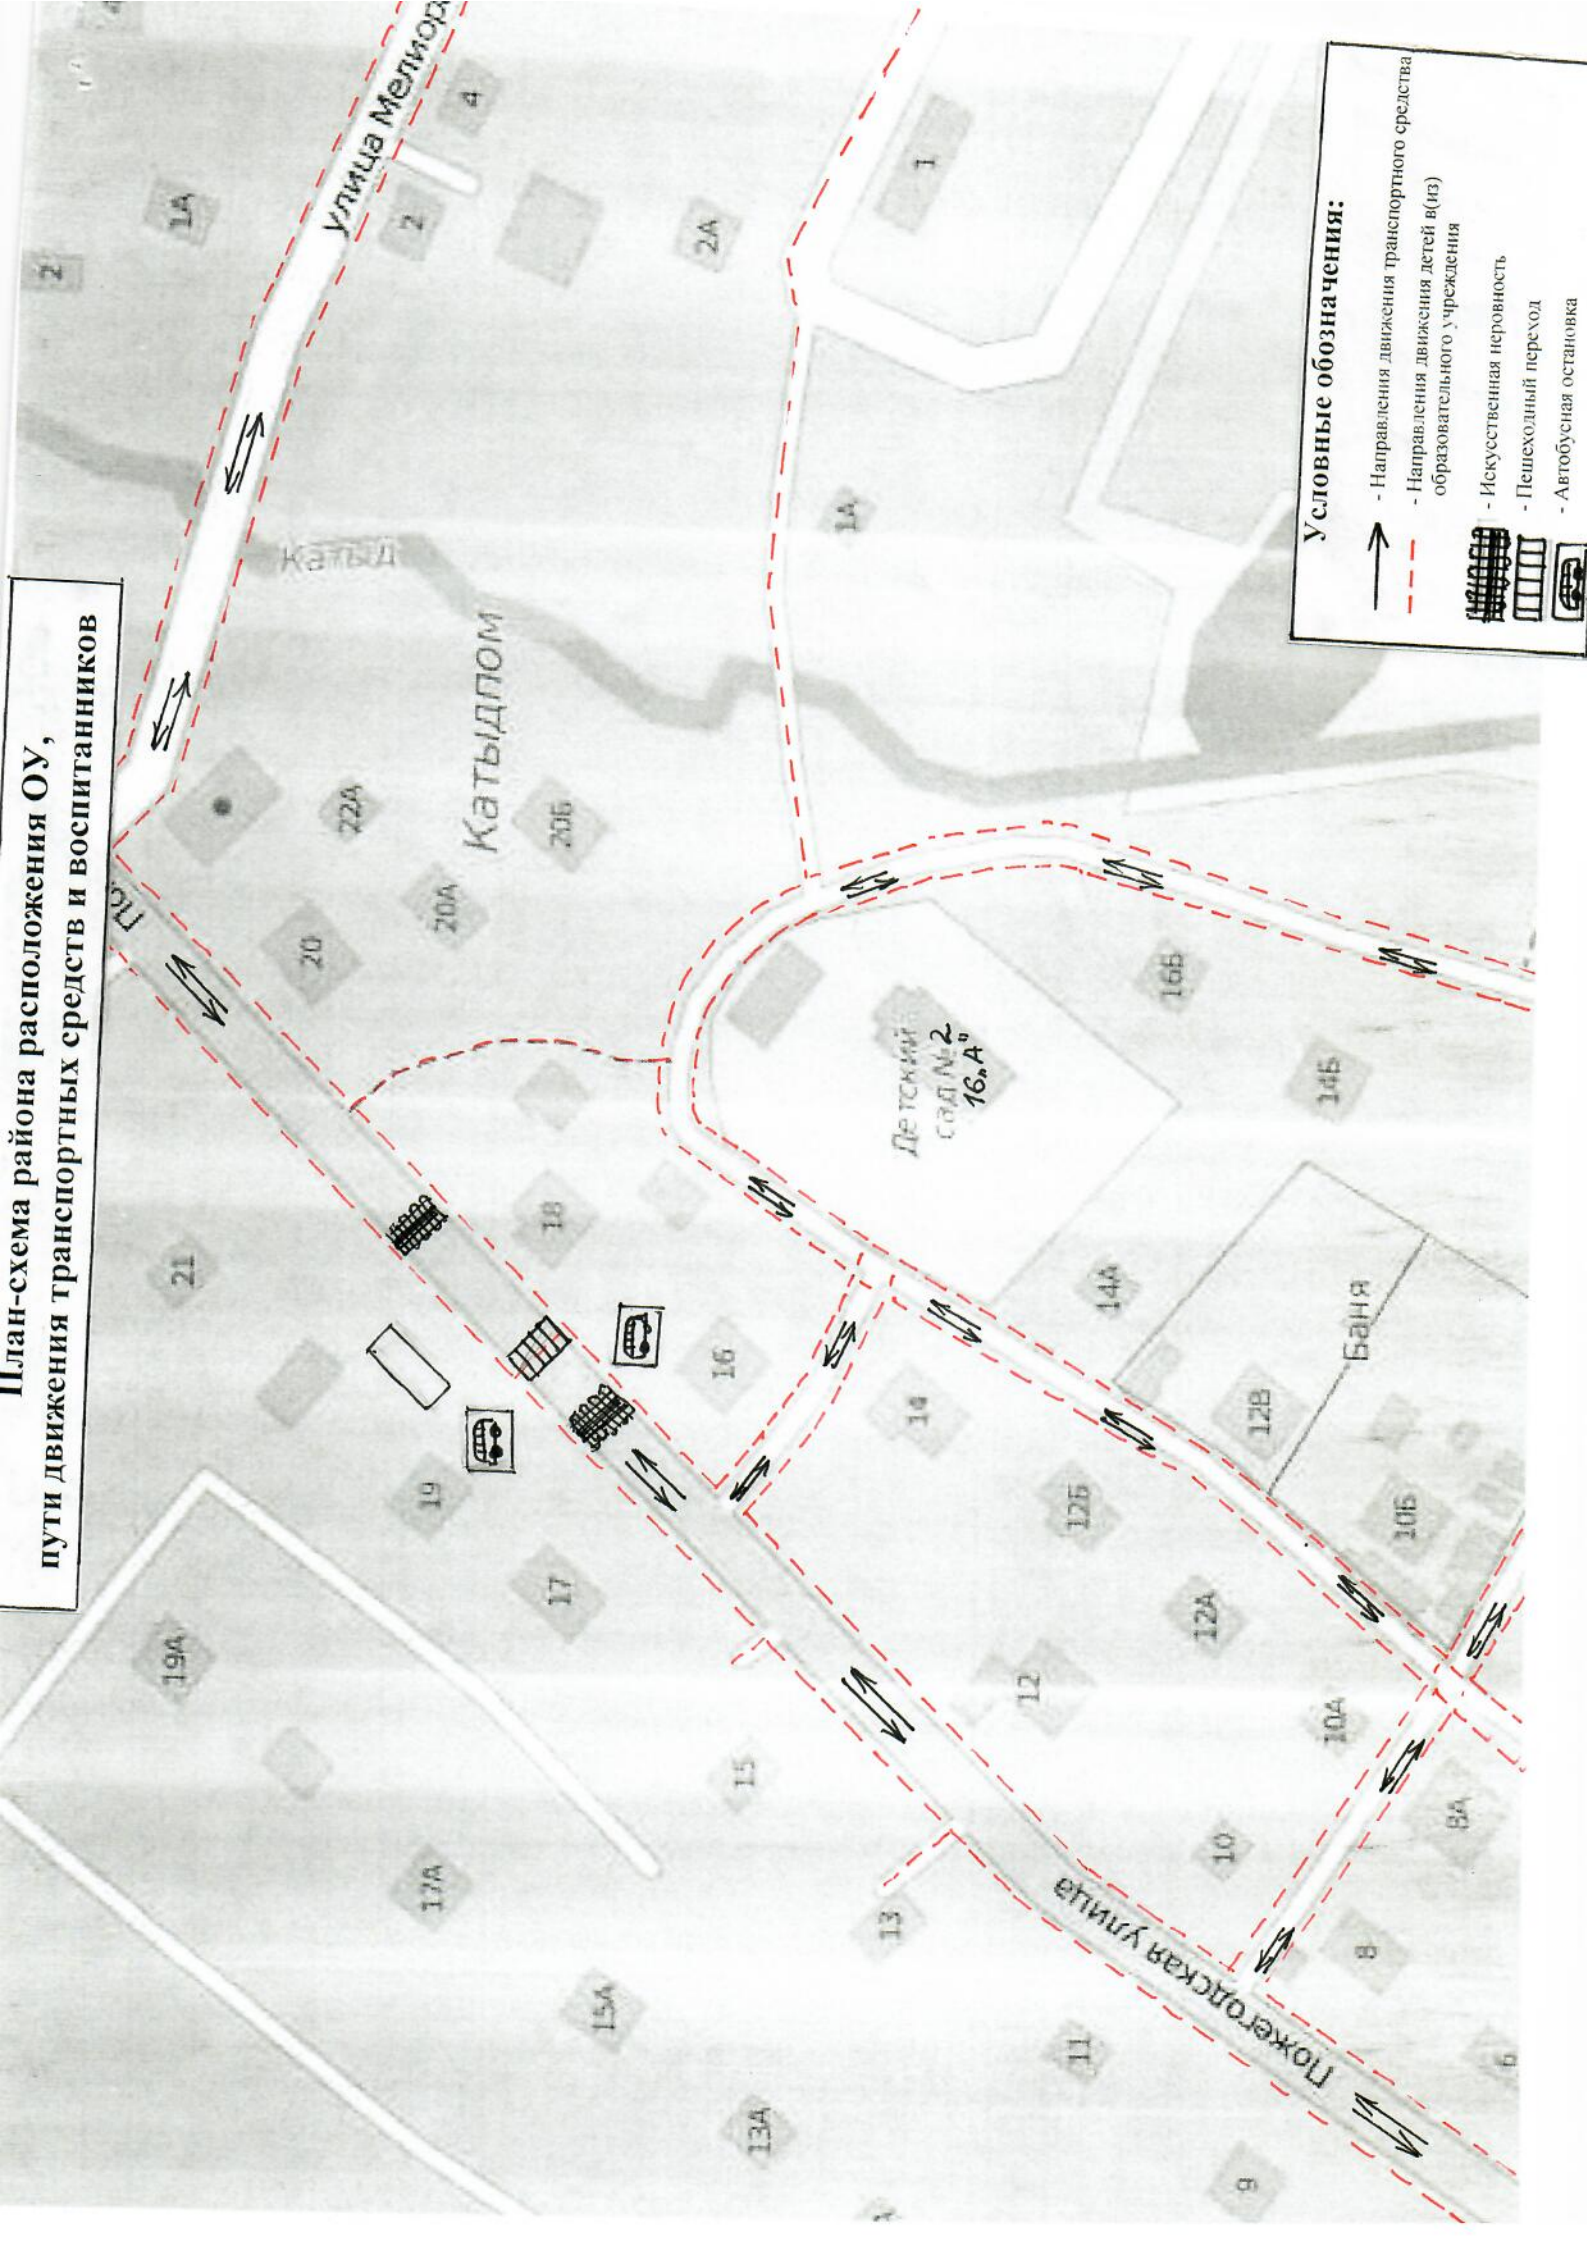 План-схема района расположения ОУ,
пути движения транспортных средств и воспитанников
улица Мелиор
2
1А
4
2
2А
1
1А
Катыд
Катыдпом
22А
20Б
20А
20
По
21
18
16
19
17
19А
17А
15
15А
13
13А
11
9
Детский
сад № 2
16 „А"
16Б
14Б
14А
14
Баня
12В
12Б
12А
12
10Б
10А
10
8А
8
6
Пожегодская улица
Условные обозначения:
- Направления движения транспортного средства
- Направления движения детей в(из)
образовательного учреждения
- Искусственная неровность
- Пешеходный переход
- Автобусная остановка